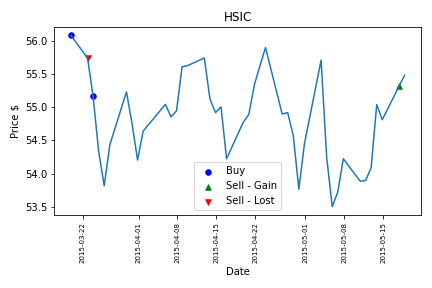 HSIC
Price $
56.0
55.5
55.0
54.5
54.0
53.5
Buy
Sell - Gain
Sell - Lost
2015-03-22
2015-04-01
2015-04-08
2015-04-15
2015-04-22
2015-05-01
2015-05-08
2015-05-15
Date